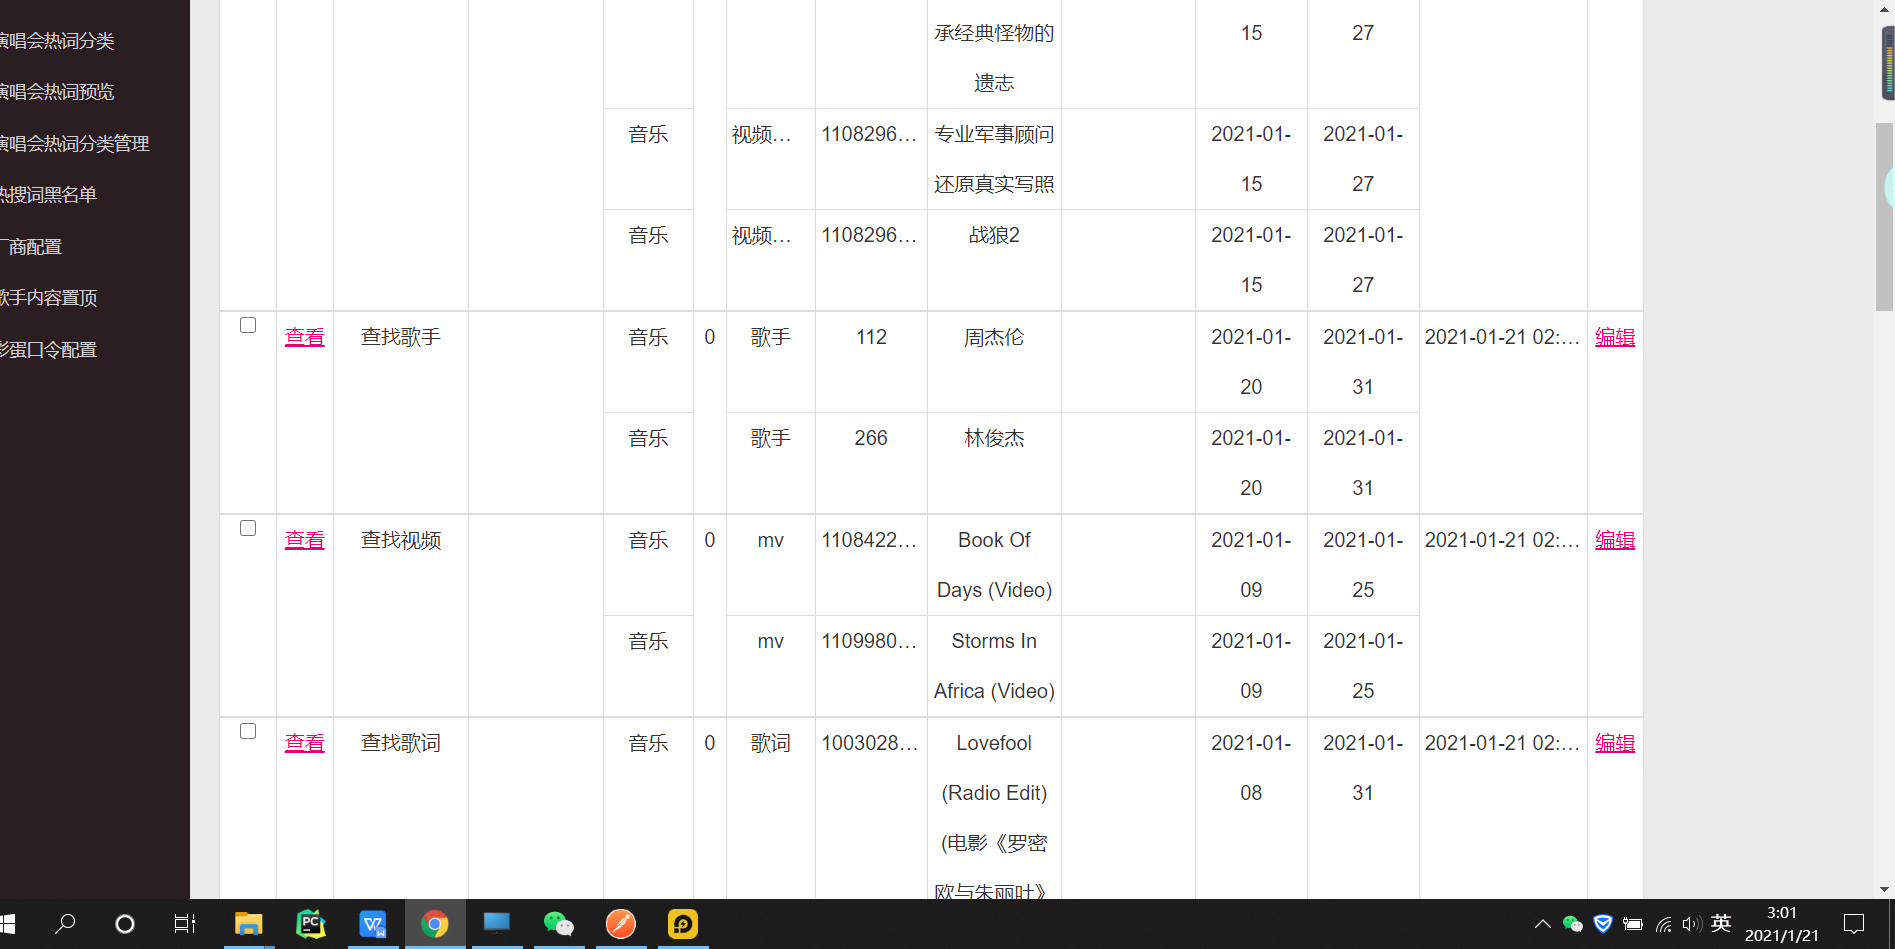 演唱会热词分类
演唱会热词预览
演唱会热词分类管理
热搜词黑名单
厂商配置
歌手内容置顶
彩蛋口令配置
承经典怪物的 15 27
遗志
音乐 视频... 1108296... 专业军事顾问 2021-01- 2021-01-
还原真实写照 15 27
音乐 视频... 1108296... 战狼2 2021-01- 2021-01-
15 27
查看 查找歌手 音乐 0 歌手 112 周杰伦 2021-01- 2021-01- 2021-01-21 02:... 编辑
20 31
音乐 歌手 266 林俊杰 2021-01- 2021-01-
20 31
查看 查找视频 音乐 0 mv 1108422... Book Of 2021-01- 2021-01- 2021-01-21 02:... 编辑
Days (Video) 09 25
音乐 mv 1109980... Storms In 2021-01- 2021-01-
Africa (Video) 09 25
查看 查找歌词 音乐 0 歌词 1003028... Lovefool 2021-01- 2021-01- 2021-01-21 02:... 编辑
(Radio Edit) 08 31
(电影《罗密
欧与朱丽叶》
PC
英
3:01
2021/1/21